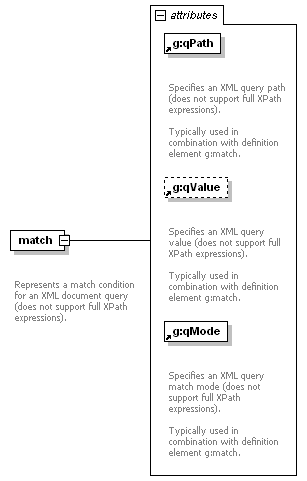 attributes
g:qPath
Specifies an XML query path
(does not support full XPath
expressions).
Typically used in
combination with definition
element g:match.
g:qValue
Specifies an XML query
value (does not support full
XPath expressions).
Typically used in
combination with definition
element g:match.
match
Represents a match condition
for an XML document query
(does not support full XPath
expressions).
g:qMode
Specifies an XML query
match mode (does not
support full XPath
expressions).
Typically used in
combination with definition
element g:match.